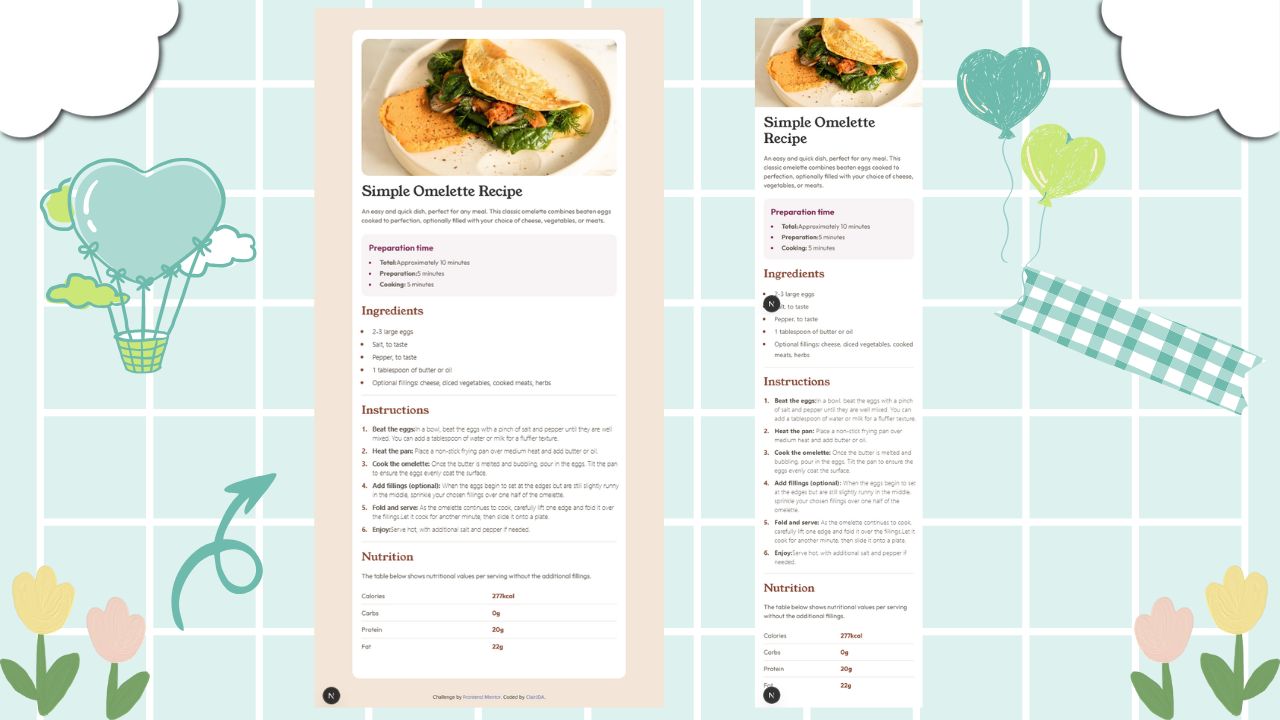 Simple Omelette Recipe
An easy and quick dish, perfect for any meal. This classic omelette combines beaten eggs
cooked to perfection, optionally filled with your choice of cheese, vegetables, or meats.
Preparation time
Total:Approximately 10 minutes
Preparation:5 minutes
Cooking: 5 minutes
Ingredients
2-3 large eggs
Salt, to taste
Pepper, to taste
1 tablespoon of butter or oil
Optional fillings: cheese, diced vegetables, cooked meats, herbs
Instructions
1. Beat the eggs:In a bowl, beat the eggs with a pinch of salt and pepper until they are well
mixed. You can add a tablespoon of water or milk for a fluffier texture.
2. Heat the pan: Place a non-stick frying pan over medium heat and add butter or oil.
3. Cook the omelette: Once the butter is melted and bubbling, pour in the eggs. Tilt the pan
to ensure the eggs evenly coat the surface.
4. Add fillings (optional): When the eggs begin to set at the edges but are still slightly runny
in the middle, sprinkle your chosen fillings over one half of the omelette.
5. Fold and serve: As the omelette continues to cook, carefully lift one edge and fold it over
the fillings.Let it cook for another minute, then slide it onto a plate.
6. Enjoy:Serve hot, with additional salt and pepper if needed.
Nutrition
The table below shows nutritional values per serving without the additional fillings.
Calories 277kcal
Carbs 0g
Protein 20g
Fat 22g
N
Challenge by Frontend Mentor. Coded by ClairDA.
Simple Omelette
Recipe
An easy and quick dish, perfect for any meal. This
classic omelette combines beaten eggs cooked to
perfection, optionally filled with your choice of cheese,
vegetables, or meats.
Preparation time
Total:Approximately 10 minutes
Preparation:5 minutes
Cooking: 5 minutes
Ingredients
2-3 large eggs
N
to taste
Pepper, to taste
1 tablespoon of butter or oil
Optional fillings: cheese, diced vegetables, cooked
meats, herbs
Instructions
1. Beat the eggs:In a bowl, beat the eggs with a pinch
of salt and pepper until they are well mixed. You can
add a tablespoon of water or milk for a fluffier texture.
2. Heat the pan: Place a non-stick frying pan over
medium heat and add butter or oil.
3. Cook the omelette: Once the butter is melted and
bubbling, pour in the eggs. Tilt the pan to ensure the
eggs evenly coat the surface.
4. Add fillings (optional): When the eggs begin to set
at the edges but are still slightly runny in the middle,
sprinkle your chosen fillings over one half of the
omelette.
5. Fold and serve: As the omelette continues to cook,
carefully lift one edge and fold it over the fillings.Let it
cook for another minute, then slide it onto a plate.
6. Enjoy:Serve hot, with additional salt and pepper if
needed.
Nutrition
The table below shows nutritional values per serving
without the additional fillings.
Calories 277kcal
Carbs 0g
Protein 20g
Fat 22g
N